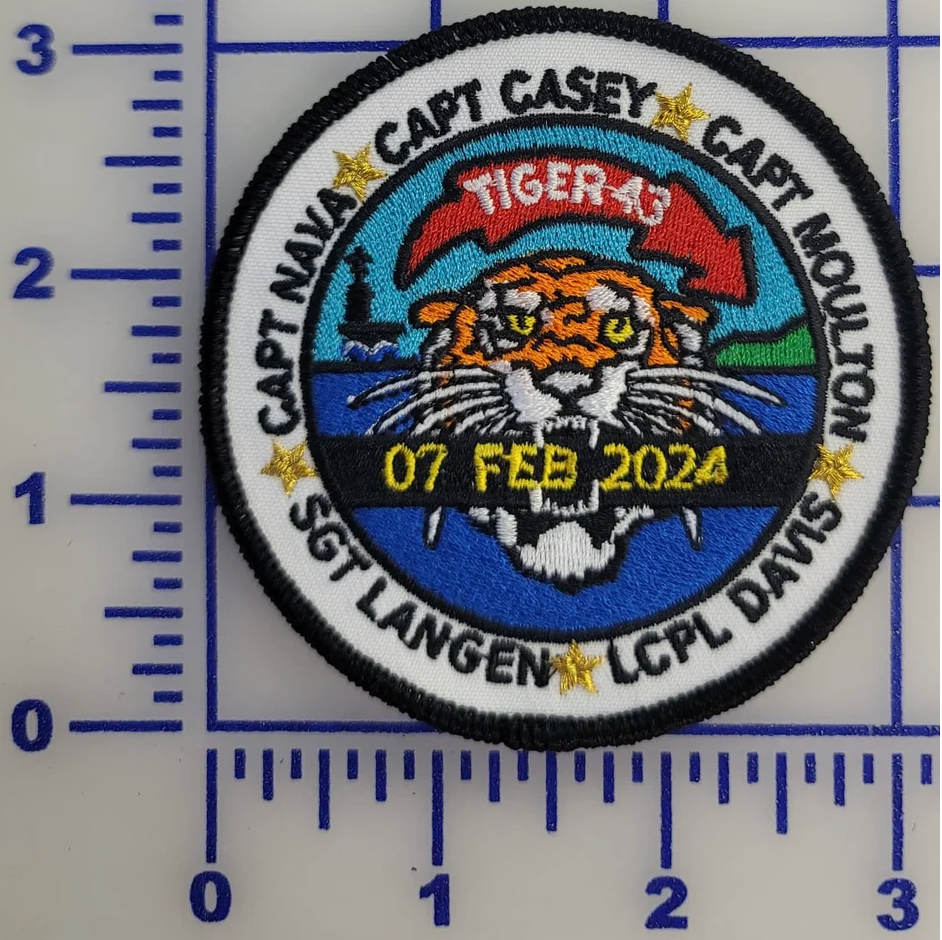 CAPT NAVA
CAPT CASEY
CAPT MOULTON
SGT LANGEN
LCPL DAVIS
TIGER-43
07 FEB 2024
3
2
1
0
0
1
2
3